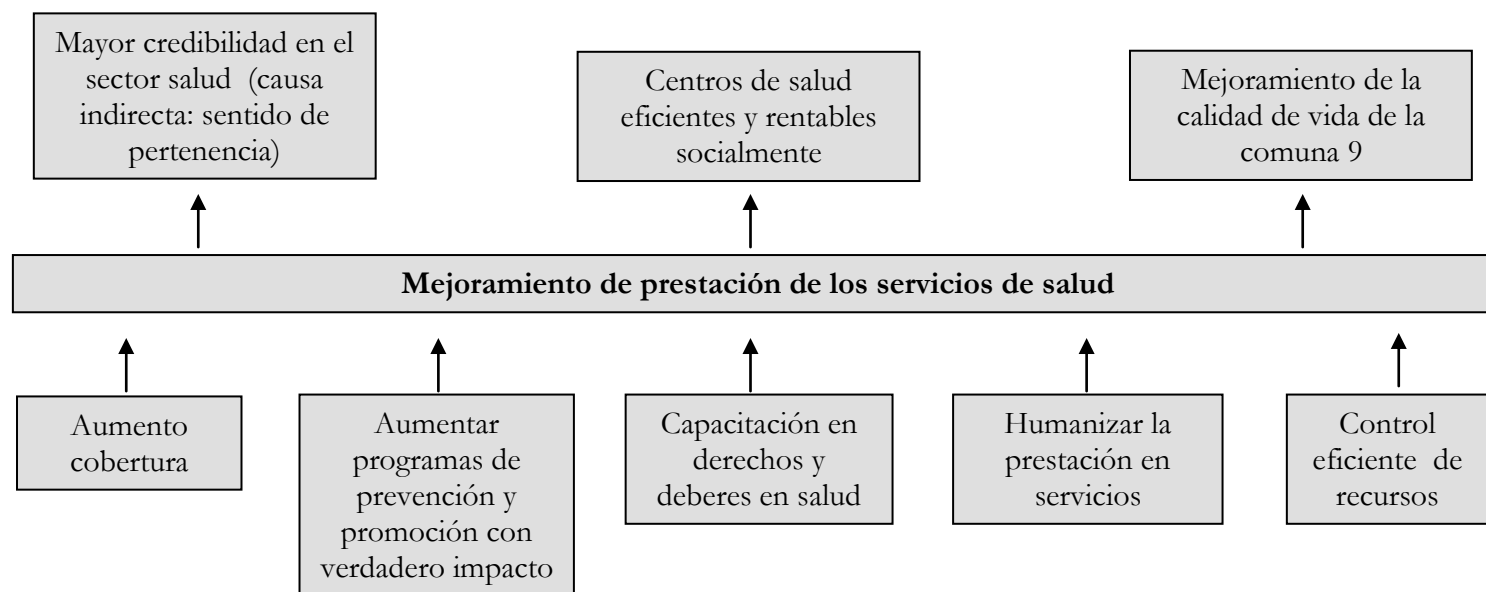 Mayor credibilidad en el
sector salud  (causa
indirecta: sentido de
pertenencia)
Centros de salud
eficientes y rentables
socialmente
Mejoramiento de la
calidad de vida de la
comuna 9
Mejoramiento de prestación de los servicios de salud
Aumento
cobertura
Aumentar
programas de
prevención y
promoción con
verdadero impacto
Capacitación en
derechos y
deberes en salud
Humanizar la
prestación en
servicios
Control
eficiente  de
recursos